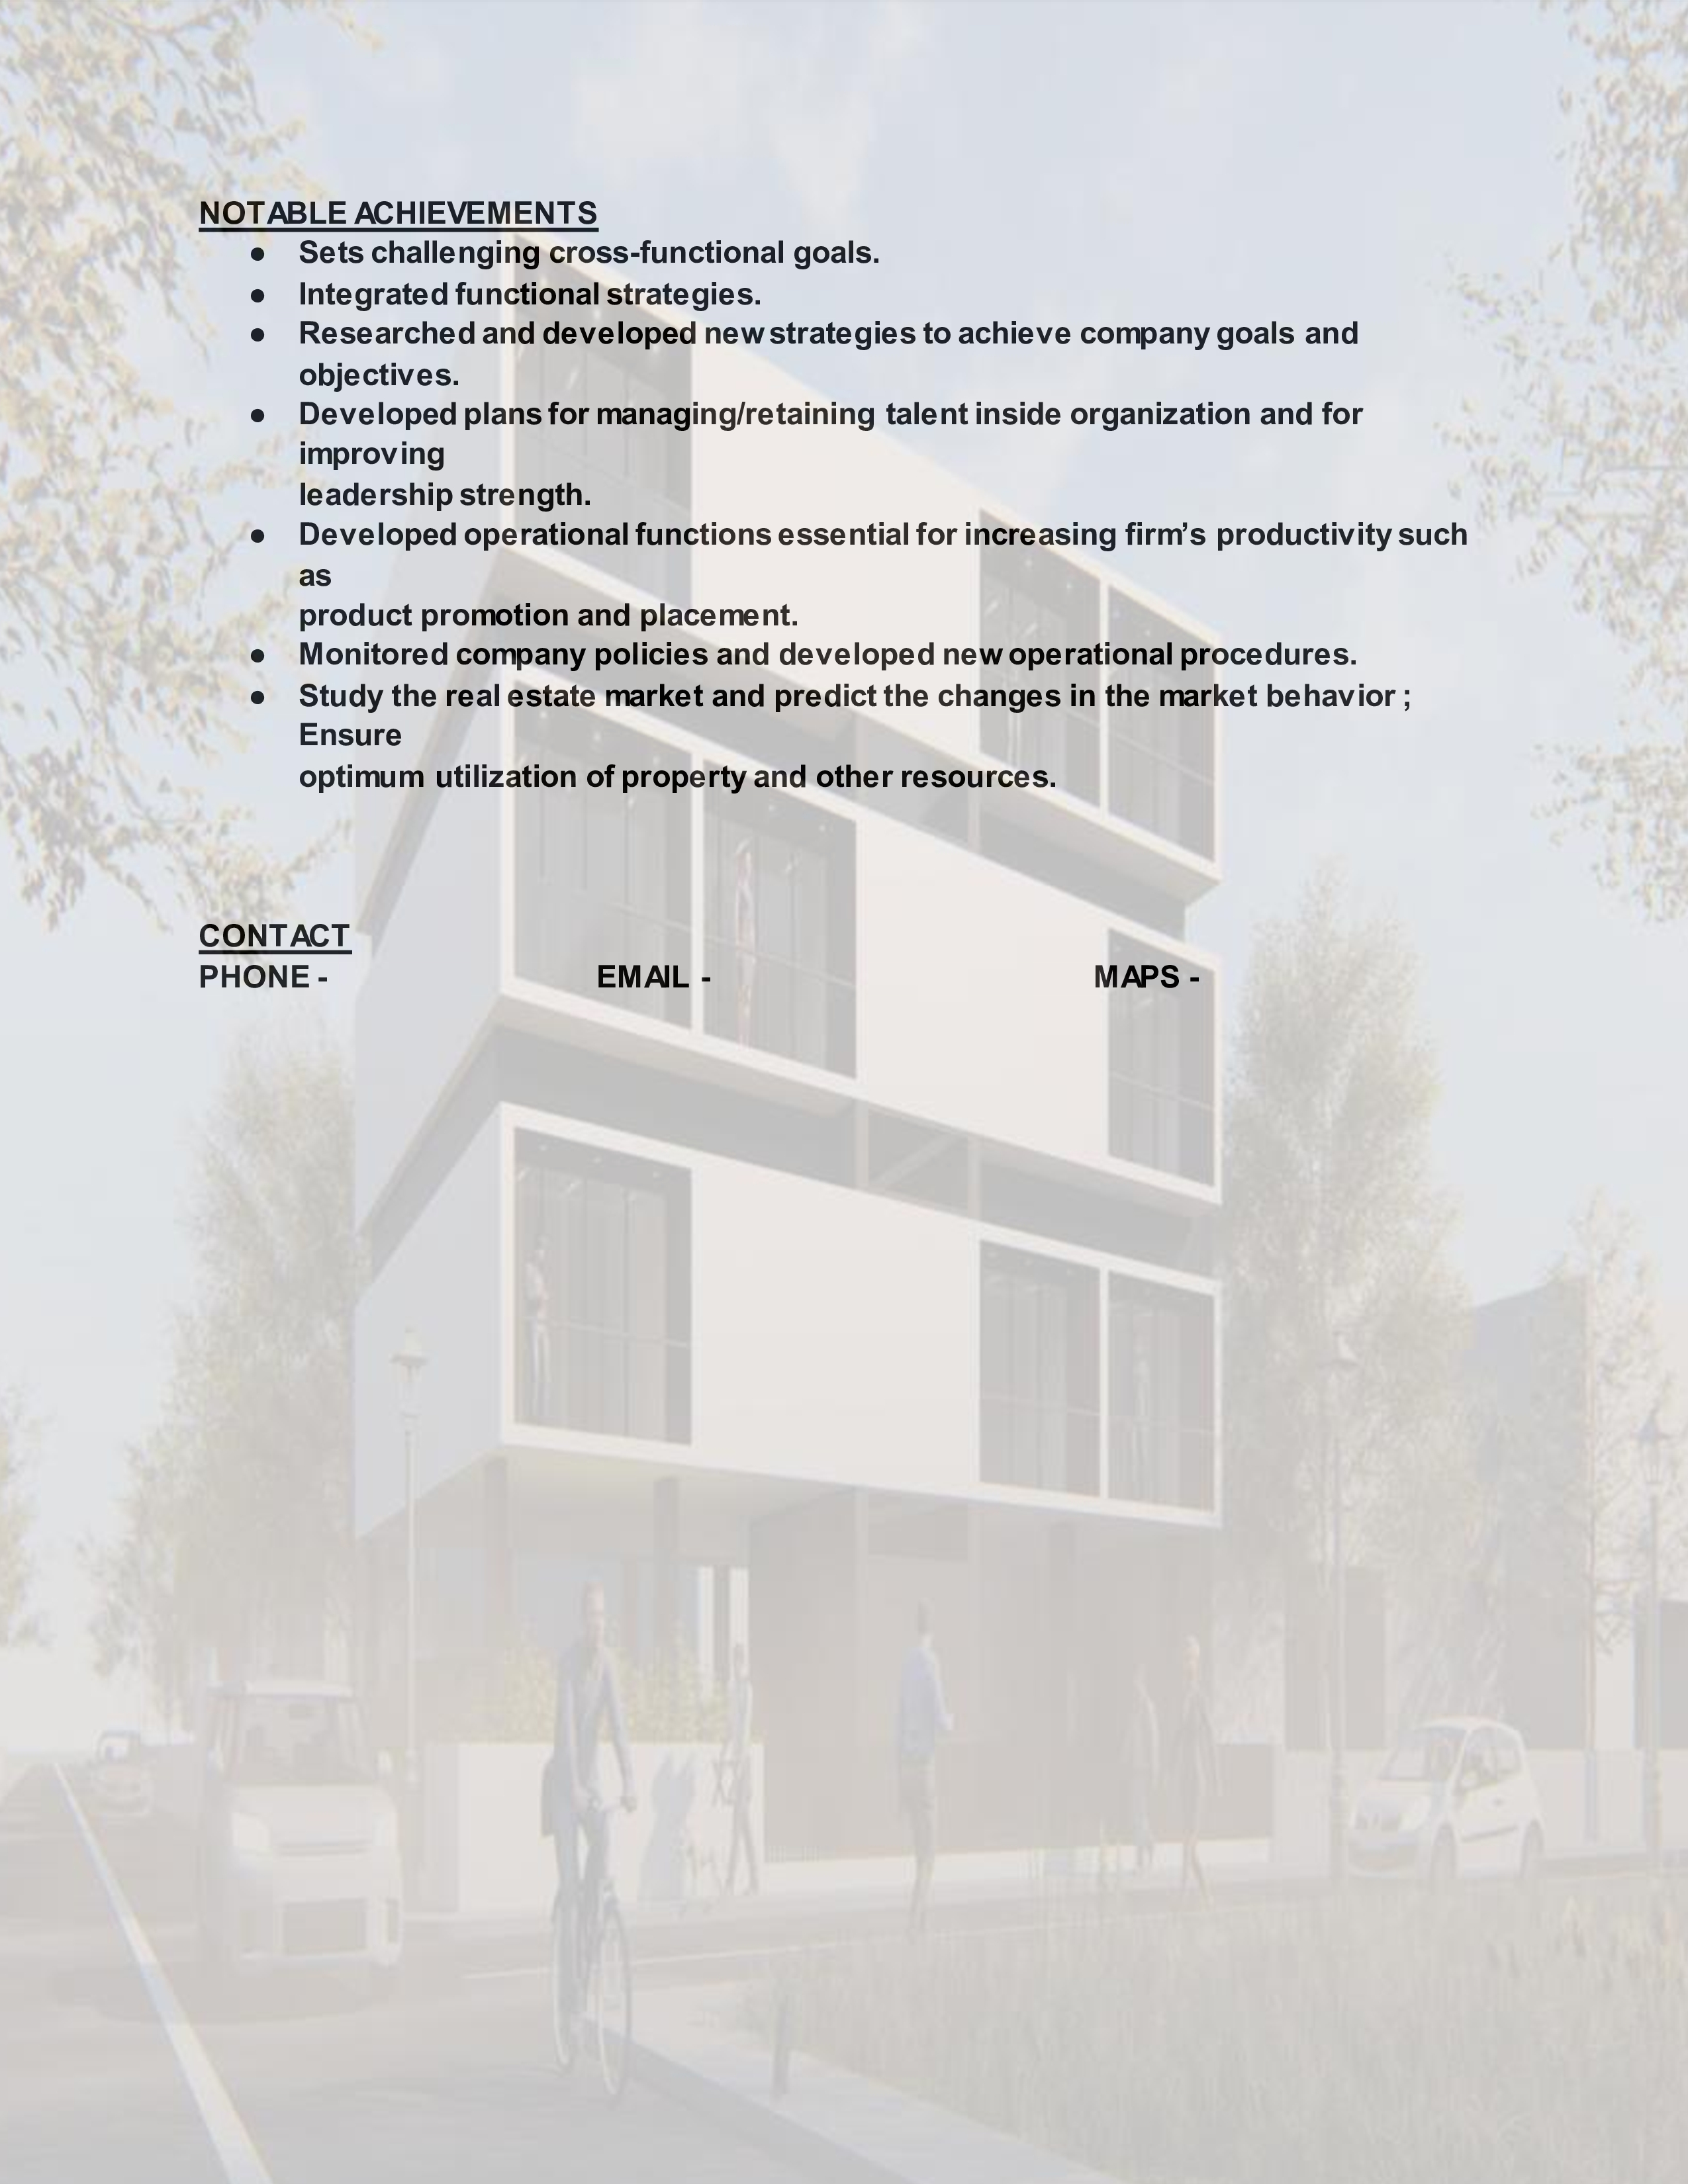 NOTABLE ACHIEVEMENTS
● Sets challenging cross-functional goals.
● Integrated functional strategies.
● Researched and developed new strategies to achieve company goals and
objectives.
● Developed plans for managing/retaining talent inside organization and for
improving
leadership strength.
● Developed operational functions essential for increasing firm’s productivity such
as
product promotion and placement.
● Monitored company policies and developed new operational procedures.
● Study the real estate market and predict the changes in the market behavior ;
Ensure
optimum utilization of property and other resources.
CONTACT
PHONE - EMAIL - MAPS -